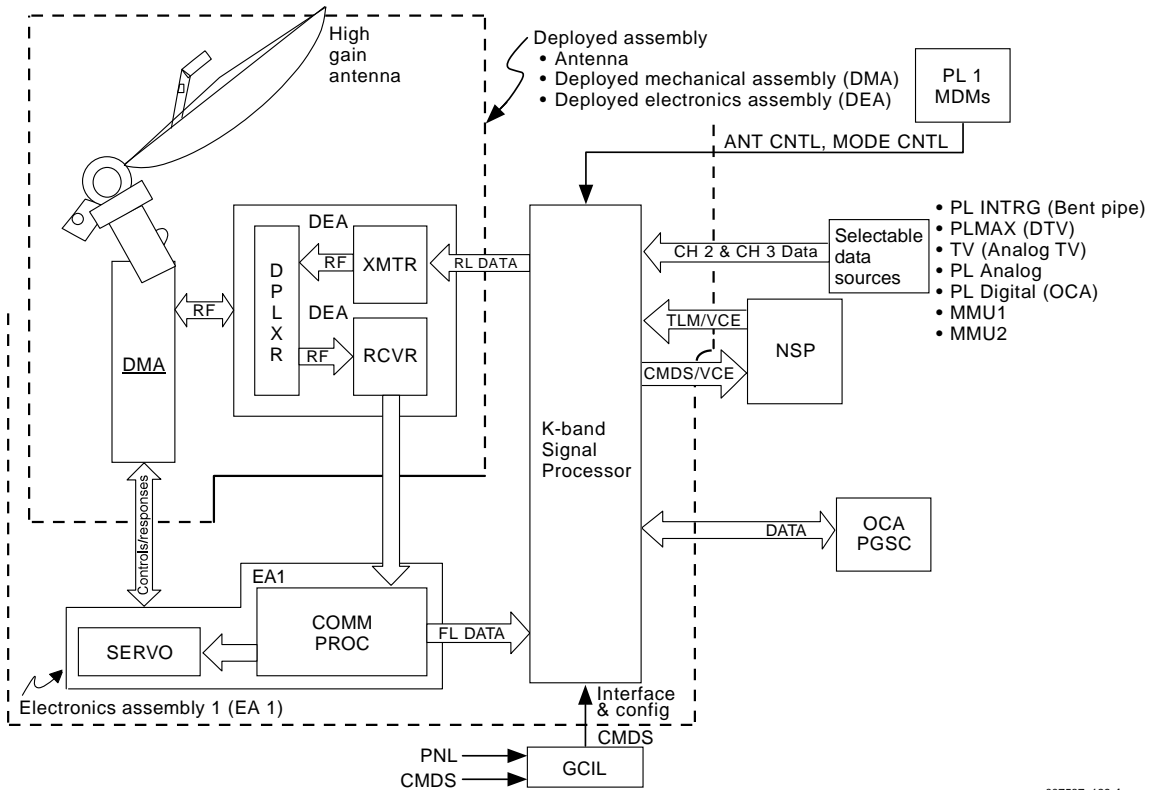 High
gain
antenna
Deployed assembly
• Antenna
• Deployed mechanical assembly (DMA)
• Deployed electronics assembly (DEA)
PL 1
MDMs
ANT CNTL, MODE CNTL
DEA
DPLXR
RF
XMTR
RL DATA
RF
DEA
RF
RCVR
DMA
CH 2 & CH 3 Data
Selectable
data
sources
• PL INTRG (Bent pipe)
• PLMAX (DTV)
• TV (Analog TV)
• PL Analog
• PL Digital (OCA)
• MMU1
• MMU2
TLM/VCE
CMDS/VCE
NSP
K-band
Signal
Processor
DATA
OCA
PGSC
Controls/responses
EA1
COMM
PROC
FL DATA
SERVO
Electronics assembly 1 (EA 1)
Interface
& config
CMDS
PNL
CMDS
GCIL